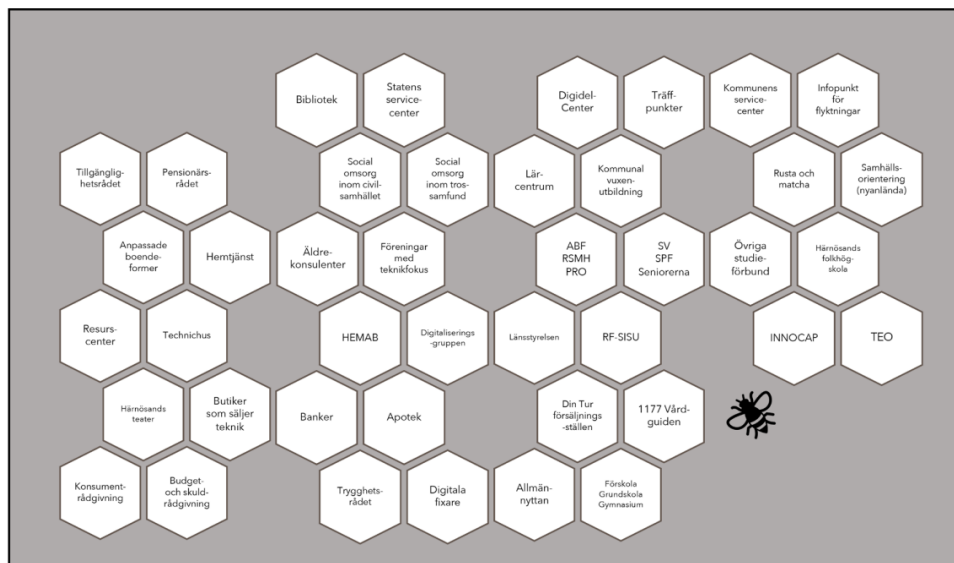 Bibliotek
Statens
service-
center
Digidel-
Center
Träff-
punkter
Kommunens
service-
center
Infopunkt
för
flyktningar
Tillgänglig-
hetsrådet
Pensionärs-
rådet
Social
omsorg
inom civil-
samhället
Social
omsorg
inom tros-
samfund
Lär-
centrum
Kommunal
vuxen-
utbildning
Rusta och
matcha
Samhälls-
orientering
(nyanlända)
Anpassade
boende-
former
Hemtjänst
Äldre-
konsulenter
Föreningar
med
teknikfokus
ABF
RSMH
PRO
SV
SPF
Seniorerna
Övriga
studie-
förbund
Härnösands
folkhög-
skola
Resurs-
center
Technichus
HEMAB
Digitaliserings
-gruppen
Länsstyrelsen
RF-SISU
INNOCAP
TEO
Härnösands
teater
Butiker
som säljer
teknik
Banker
Apotek
Din Tur
försäljnings
-ställen
1177 Vård-
guiden
Konsument-
rådgivning
Budget-
och skuld-
rådgivning
Trygghets-
rådet
Digitala
fixare
Allmän-
nyttan
Förskola
Grundskola
Gymnasium